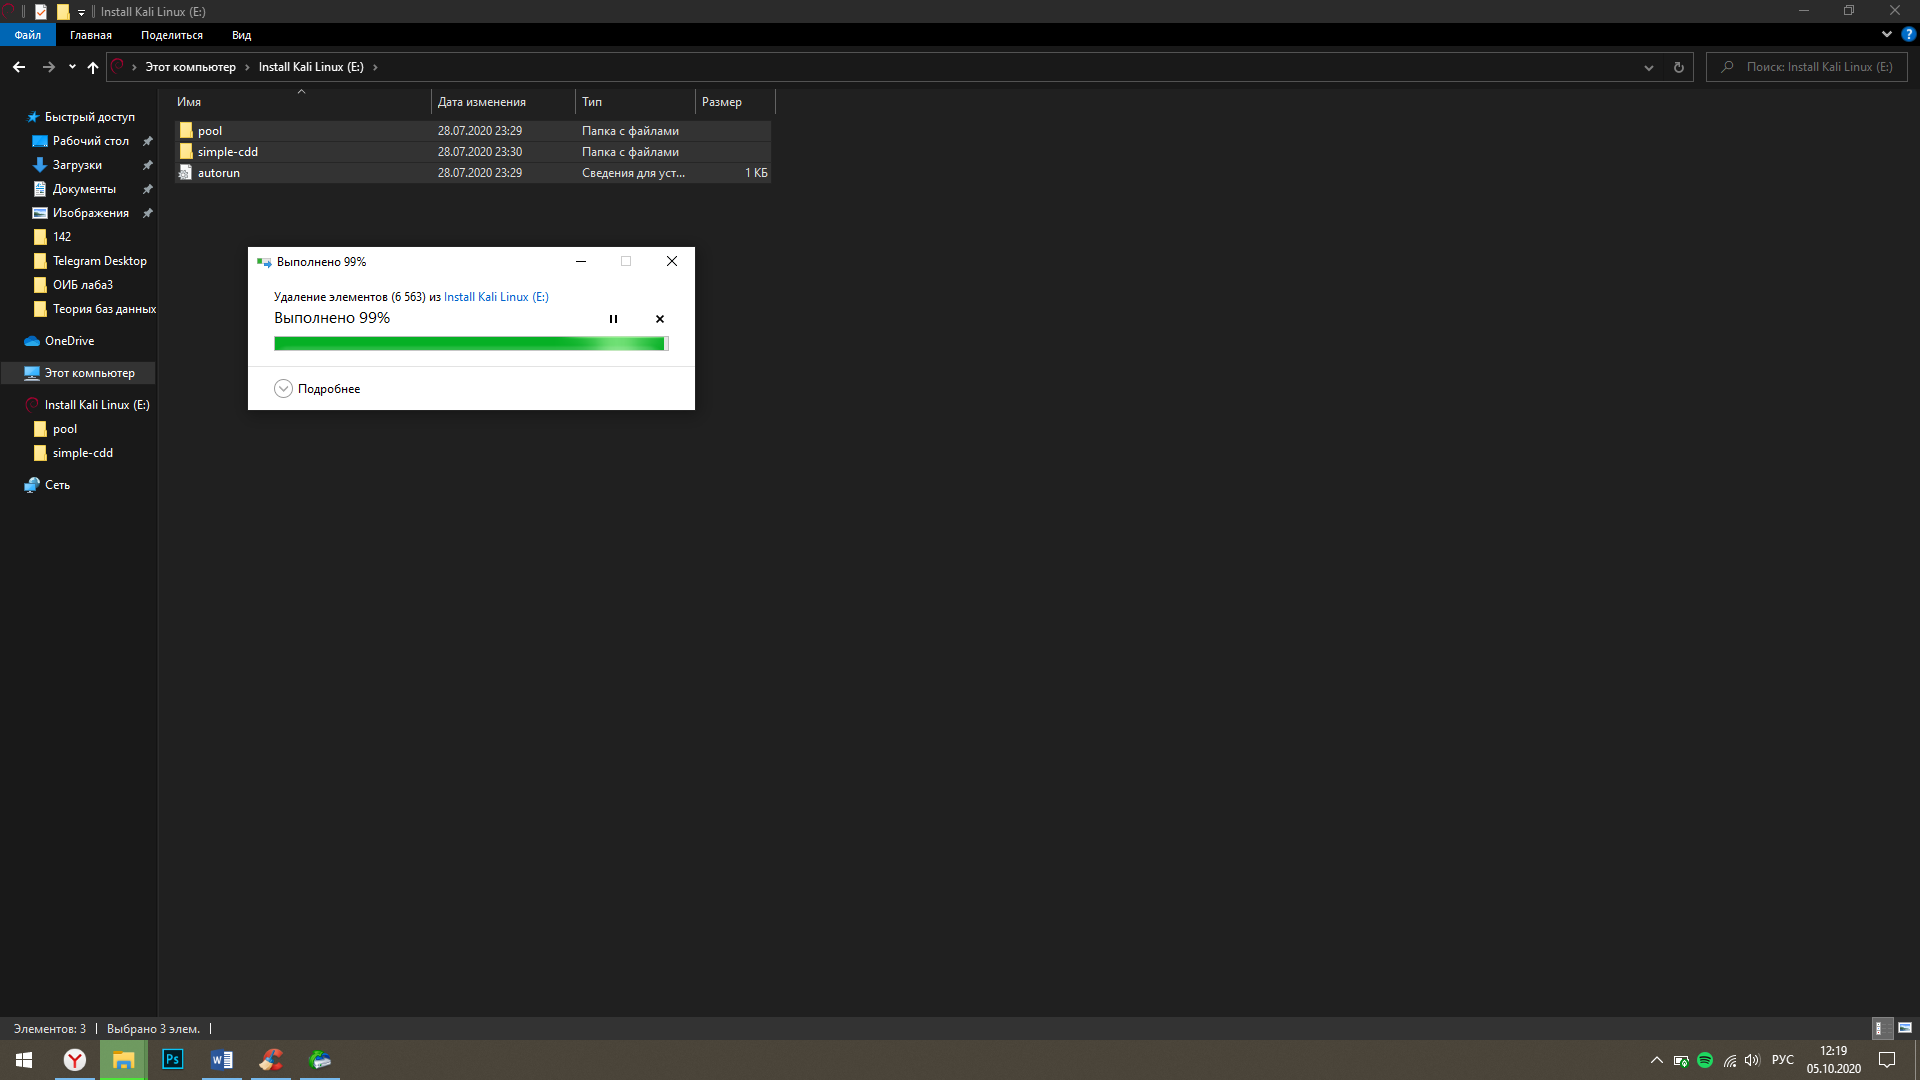 Install Kali Linux (E:)
Файл Главная Поделиться Вид
Этот компьютер Install Kali Linux (E:) Поиск: Install Kali Linux (E:)
Имя Дата изменения Тип Размер
pool 28.07.2020 23:29 Папка с файлами
simple-cdd 28.07.2020 23:30 Папка с файлами
autorun 28.07.2020 23:29 Сведения для уст... 1 КБ
Быстрый доступ
Рабочий стол
Загрузки
Документы
Изображения
142
Telegram Desktop
ОИБ лаба3
Теория баз данных
OneDrive
Этот компьютер
Install Kali Linux (E:)
pool
simple-cdd
Сеть
Выполнено 99%
Удаление элементов (6 563) из Install Kali Linux (E:)
Выполнено 99%
Подробнее
Элементов: 3 Выбрано 3 элем.
Ps
W
РУС
12:19
05.10.2020